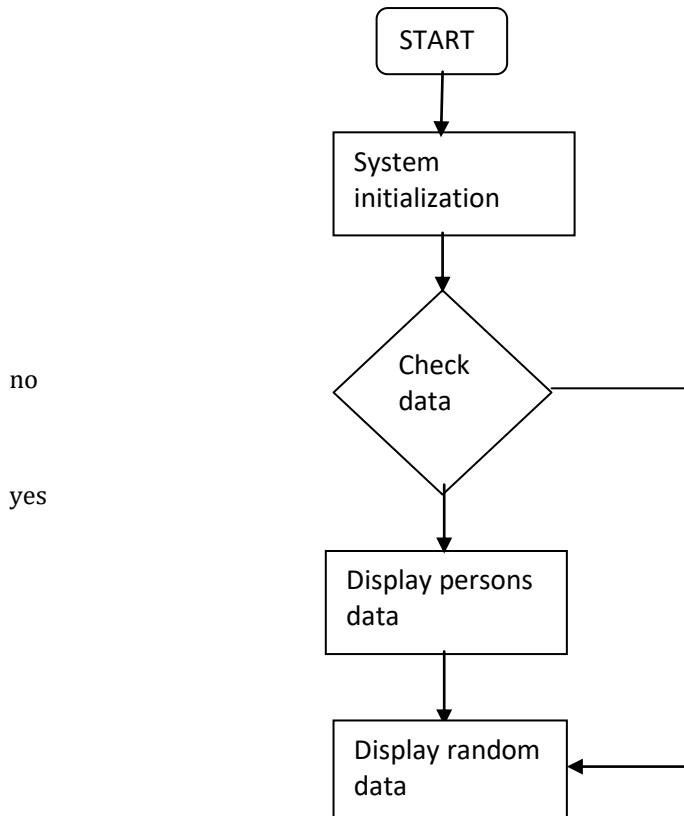 START
System
initialization
Check
data
no
yes
Display persons
data
Display random
data